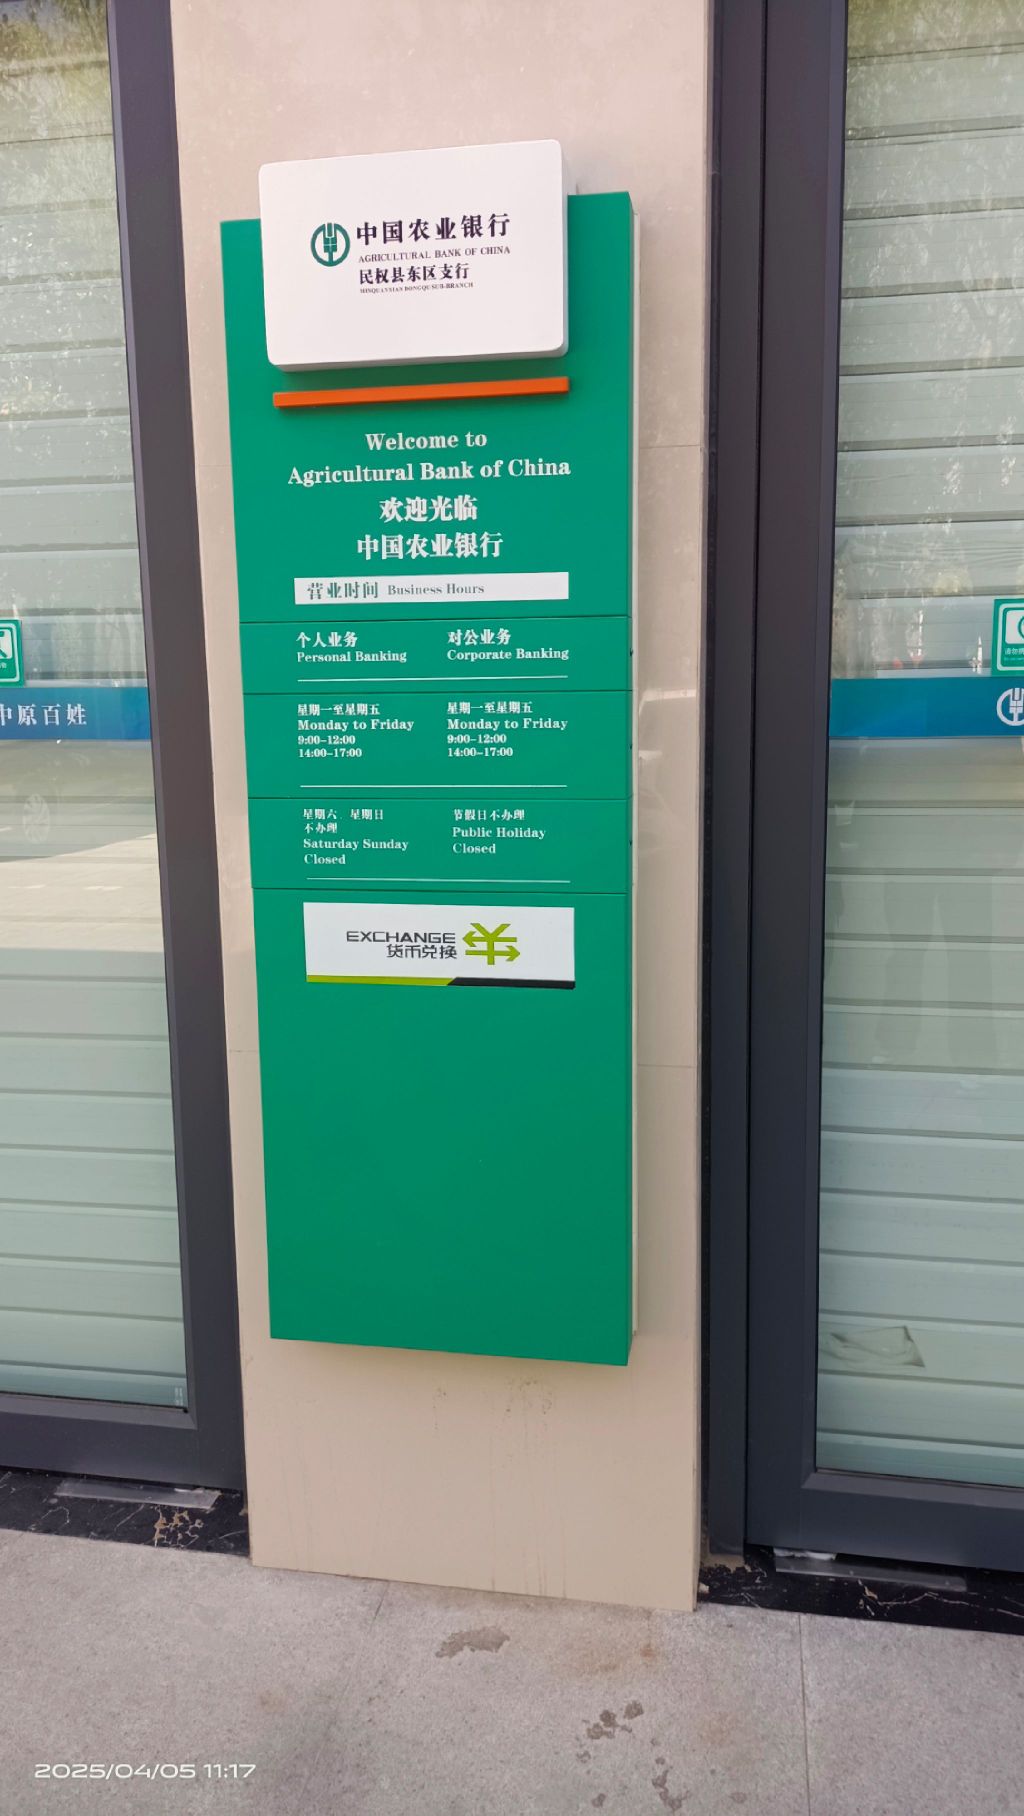 中国农业银行
AGRICULTURAL BANK OF CHINA
民权县东区支行
MINQUANXIAN DONGQU SUB-BRANCH
Welcome to
Agricultural Bank of China
欢迎光临
中国农业银行
营业时间 Business Hours
个人业务
Personal Banking
对公业务
Corporate Banking
星期一至星期五
Monday to Friday
9:00-12:00
14:00-17:00
星期一至星期五
Monday to Friday
9:00-12:00
14:00-17:00
星期六、星期日
不办理
Saturday Sunday
Closed
节假日不办理
Public Holiday
Closed
EXCHANGE
货币兑换
中原百姓
2025/04/05 11:17